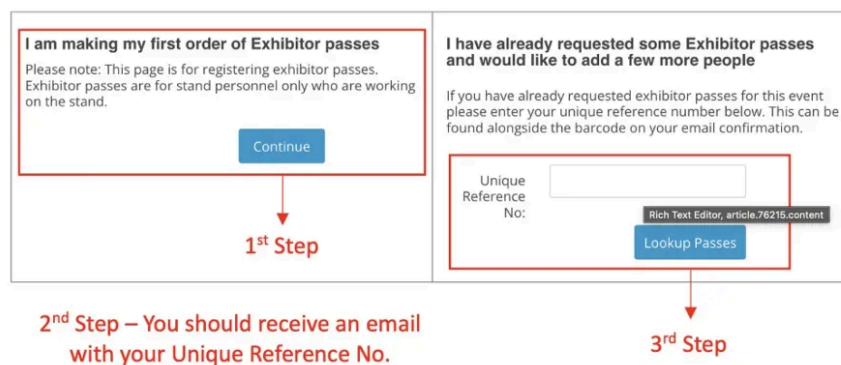 I am making my first order of Exhibitor passes
Please note: This page is for registering exhibitor passes.
Exhibitor passes are for stand personnel only who are working
on the stand.
Continue
1st Step
2nd Step – You should receive an email
with your Unique Reference No.
I have already requested some Exhibitor passes
and would like to add a few more people
If you have already requested exhibitor passes for this event
please enter your unique reference number below. This can be
found alongside the barcode on your email confirmation.
Unique
Reference
No:
Rich Text Editor, article.76215.content
Lookup Passes
3rd Step